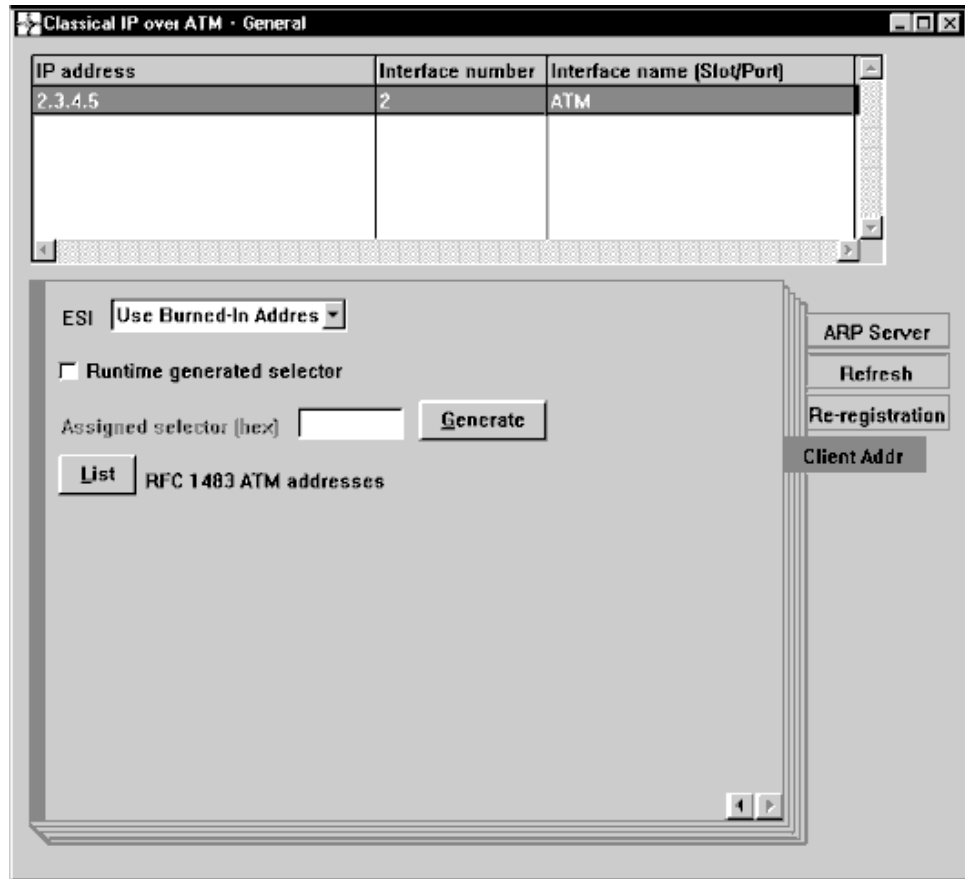 Classical IP over ATM - General
IP address Interface number Interface name (Slot/Port)
2.3.4.5 2 ATM
ESI Use Burned-In Addres
Runtime generated selector
Assigned selector (hex) Generate
List RFC 1483 ATM addresses
ARP Server
Refresh
Re-registration
Client Addr